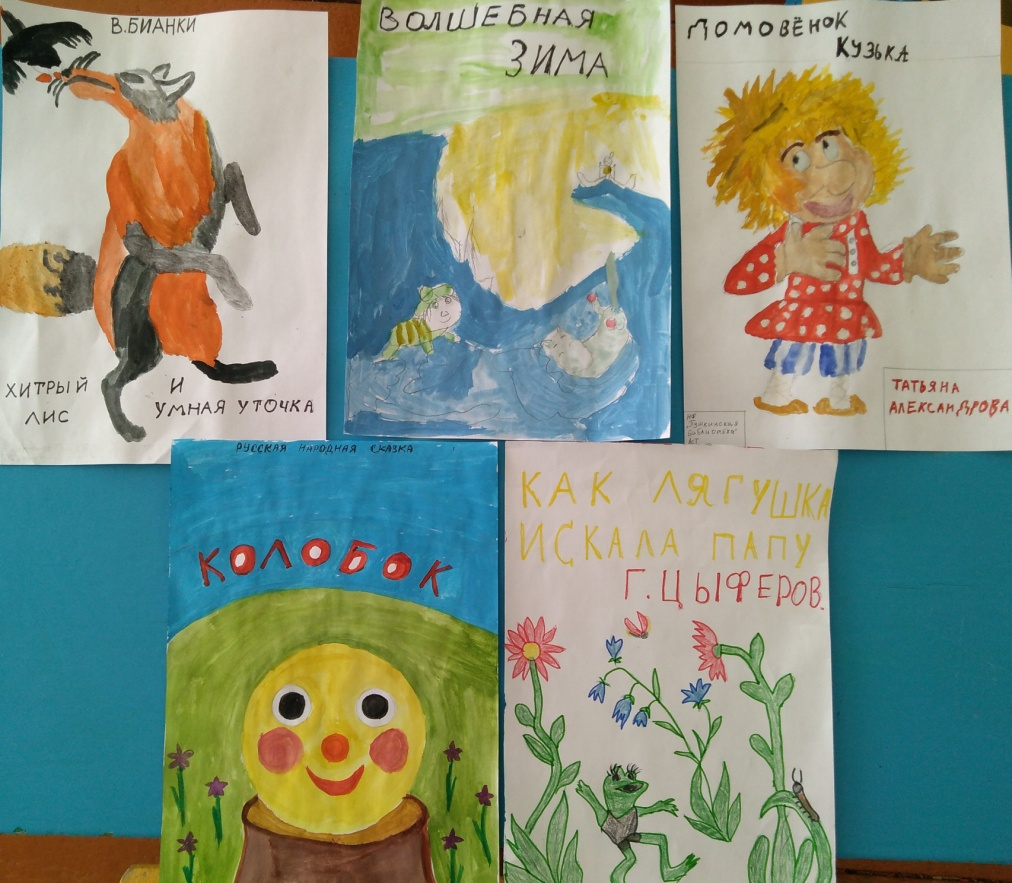 В. БИАНКИ
ХИТРЫЙ И
ЛИС УМНАЯ УТОЧКА
ВОЛШЕБНАЯ
ЗИМА
ДОМОВЁНОК
КУЗЬКА
ТАТЬЯНА
АЛЕКСАНДРОВА
РУССКАЯ НАРОДНАЯ СКАЗКА
КОЛОБОК
КАК ЛЯГУШКА
ИСКАЛА ПАПУ
Г. ЦЫФЕРОВ.